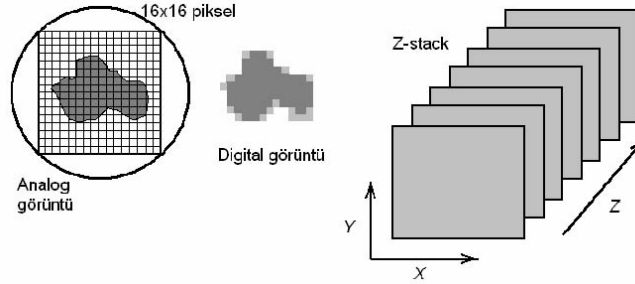 16x16 piksel
Analog
görüntü
Digital görüntü
Z-stack
Y
X
Z